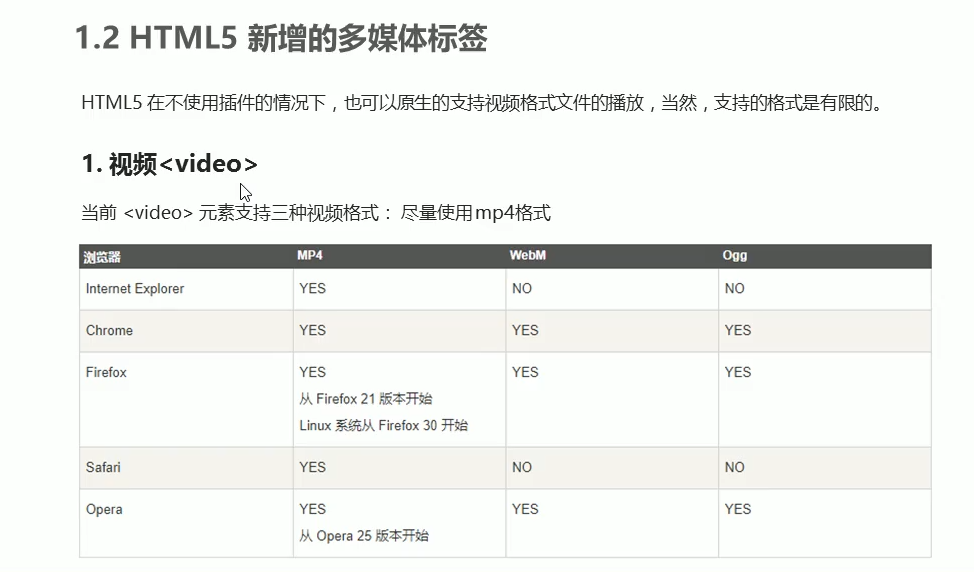 1.2 HTML5 新增的多媒体标签
HTML5 在不使用插件的情况下，也可以原生的支持视频格式文件的播放，当然，支持的格式是有限的。
1. 视频<video>
当前 <video> 元素支持三种视频格式： 尽量使用mp4格式
浏览器 MP4 WebM Ogg
Internet Explorer YES NO NO
Chrome YES YES YES
Firefox YES YES YES
从 Firefox 21 版本开始
Linux 系统从 Firefox 30 开始
Safari YES NO NO
Opera YES YES YES
从 Opera 25 版本开始